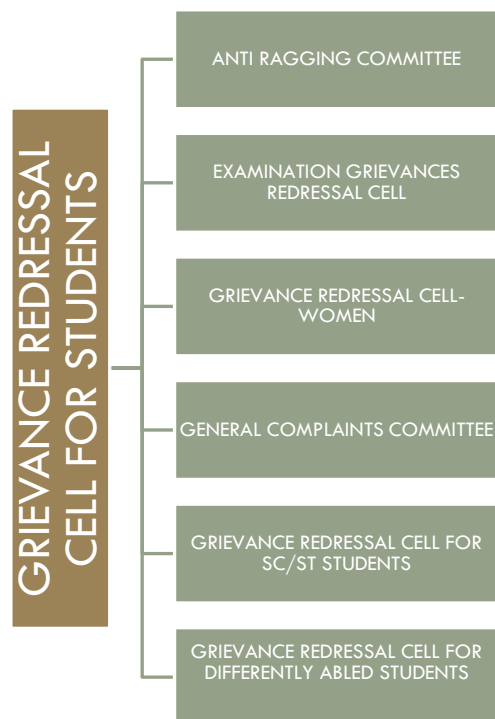 GRIEVANCE REDRESSAL
CELL FOR STUDENTS
ANTI RAGGING COMMITTEE
EXAMINATION GRIEVANCES
REDRESSAL CELL
GRIEVANCE REDRESSAL CELL-
WOMEN
GENERAL COMPLAINTS COMMITTEE
GRIEVANCE REDRESSAL CELL FOR
SC/ST STUDENTS
GRIEVANCE REDRESSAL CELL FOR
DIFFERENTLY ABLED STUDENTS